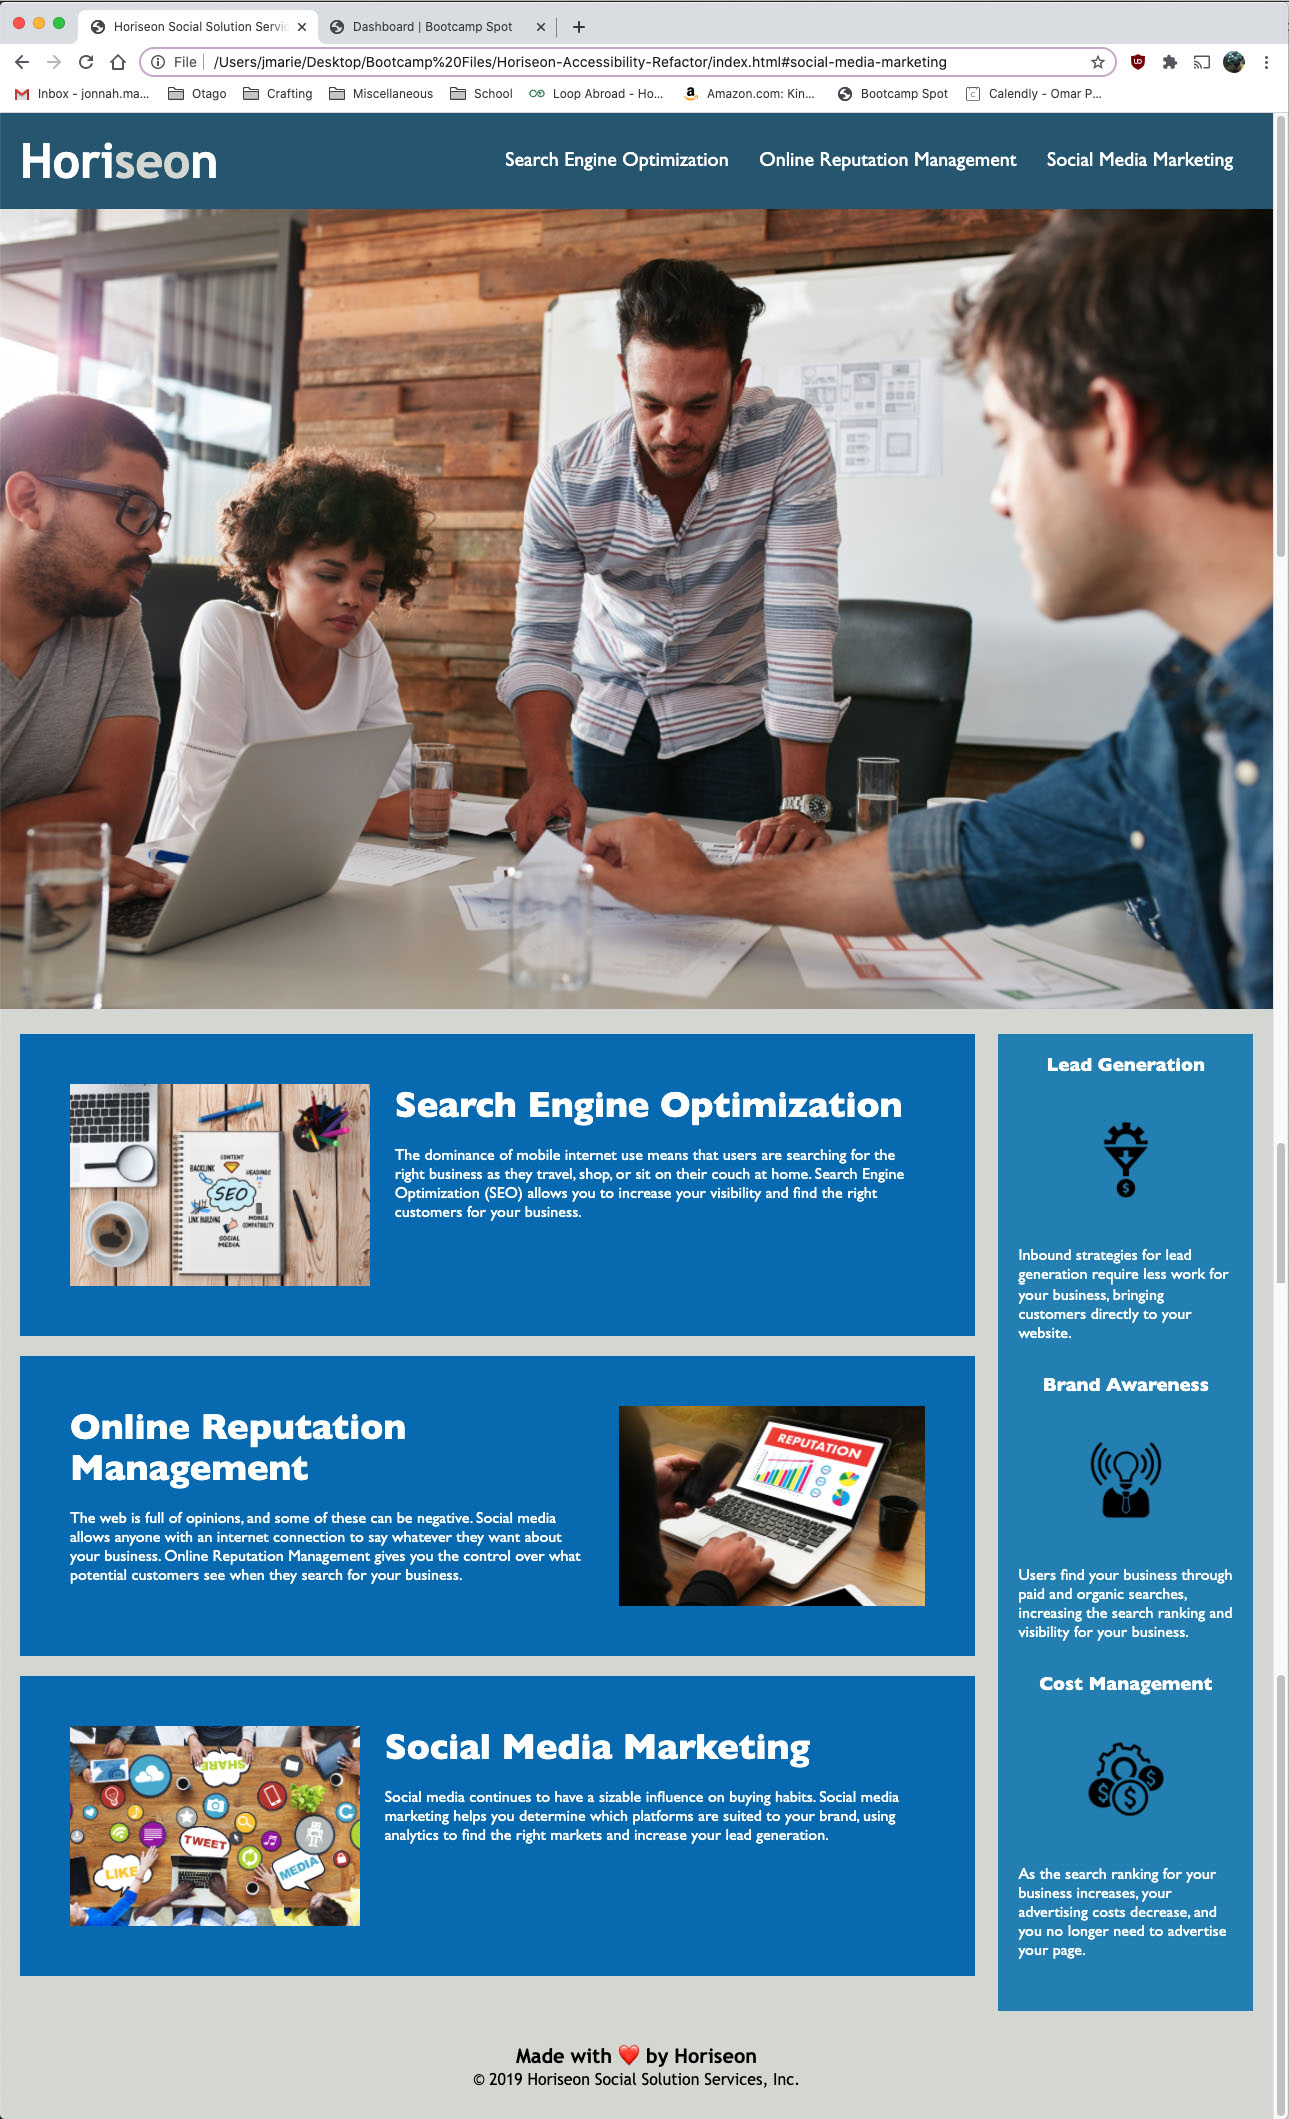 Horiseon Social Solution Servic
Dashboard | Bootcamp Spot
File /Users/jmarie/Desktop/Bootcamp%20Files/Horiseon-Accessibility-Refactor/index.html#social-media-marketing
Inbox - jonnah.ma...
Otago
Crafting
Miscellaneous
School
Loop Abroad - Ho...
Amazon.com: Kin...
Bootcamp Spot
Calendly - Omar P...
Horiseon
Search Engine Optimization
Online Reputation Management
Social Media Marketing
CONTENT
BACKLINK
HEADINGS
SEO
LINK BUILDING
MOBILE
COMPATIBILITY
SOCIAL
MEDIA
Search Engine Optimization
The dominance of mobile internet use means that users are searching for the
right business as they travel, shop, or sit on their couch at home. Search Engine
Optimization (SEO) allows you to increase your visibility and find the right
customers for your business.
Online Reputation
Management
The web is full of opinions, and some of these can be negative. Social media
allows anyone with an internet connection to say whatever they want about
your business. Online Reputation Management gives you the control over what
potential customers see when they search for your business.
REPUTATION
SHARE
TWEET
LIKE
MEDIA
Social Media Marketing
Social media continues to have a sizable influence on buying habits. Social media
marketing helps you determine which platforms are suited to your brand, using
analytics to find the right markets and increase your lead generation.
Lead Generation
$
Inbound strategies for lead
generation require less work for
your business, bringing
customers directly to your
website.
Brand Awareness
Users find your business through
paid and organic searches,
increasing the search ranking and
visibility for your business.
Cost Management
$ $ $
As the search ranking for your
business increases, your
advertising costs decrease, and
you no longer need to advertise
your page.
Made with ❤️ by Horiseon
© 2019 Horiseon Social Solution Services, Inc.